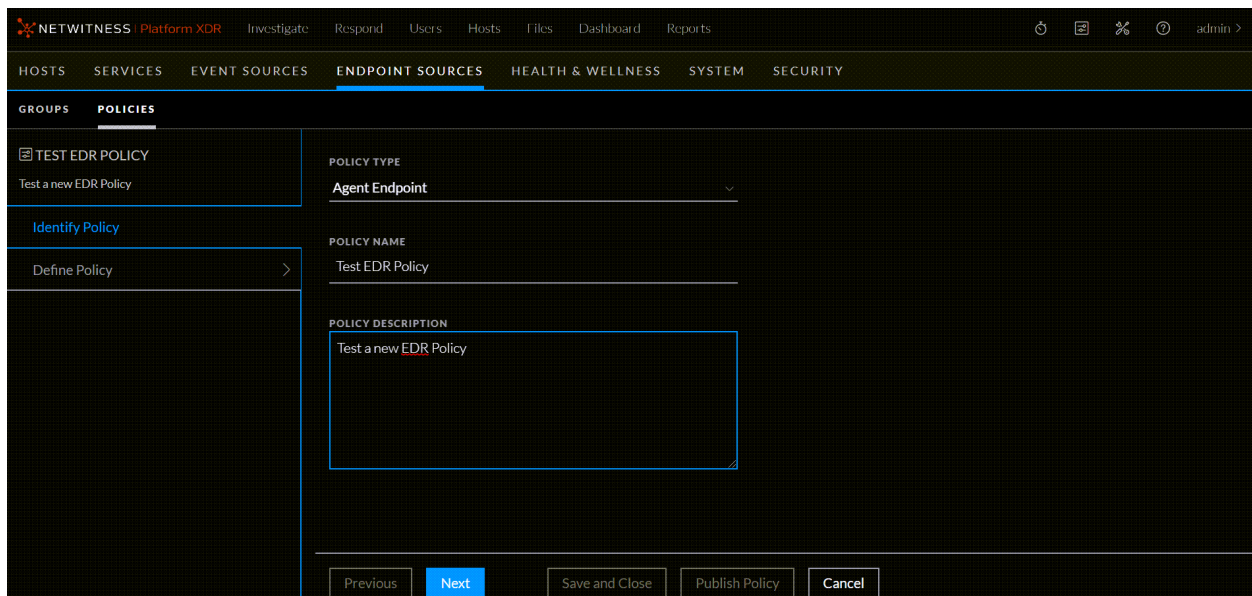 NETWITNESS | Platform XDR Investigate Respond Users Hosts Files Dashboard Reports admin >
HOSTS SERVICES EVENT SOURCES ENDPOINT SOURCES HEALTH & WELLNESS SYSTEM SECURITY
GROUPS POLICIES
TEST EDR POLICY
Test a new EDR Policy
Identify Policy
Define Policy
POLICY TYPE
Agent Endpoint
POLICY NAME
Test EDR Policy
POLICY DESCRIPTION
Test a new EDR Policy
Previous Next Save and Close Publish Policy Cancel